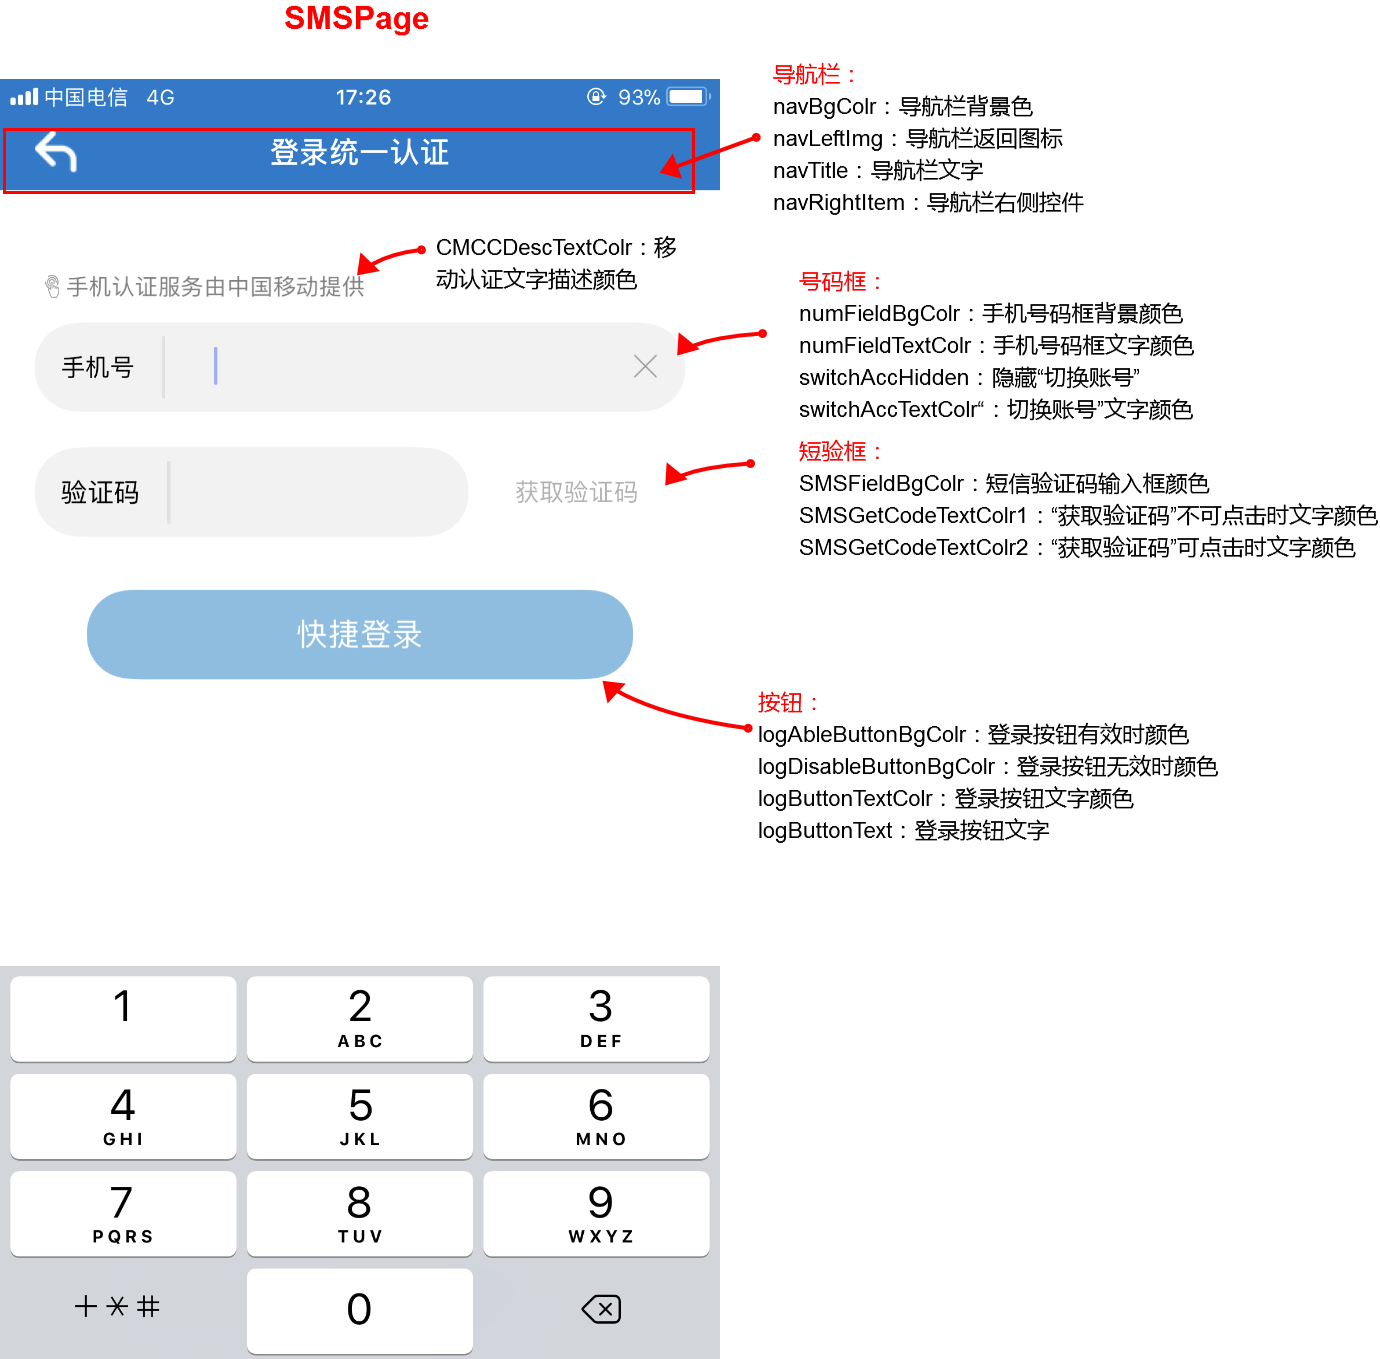 SMSPage
中国电信 4G 17:26 93%
登录统一认证
导航栏：
navBgColr：导航栏背景色
navLeftImg：导航栏返回图标
navTitle：导航栏文字
navRightItem：导航栏右侧控件
CMCCDescTextColr：移
动认证文字描述颜色
手机认证服务由中国移动提供
手机号
号码框：
numFieldBgColr：手机号码框背景颜色
numFieldTextColr：手机号码框文字颜色
switchAccHidden：隐藏“切换账号”
switchAccTextColr“：切换账号”文字颜色
验证码 获取验证码
短验框：
SMSFieldBgColr：短信验证码输入框颜色
SMSGetCodeTextColr1：“获取验证码”不可点击时文字颜色
SMSGetCodeTextColr2：“获取验证码”可点击时文字颜色
快捷登录
按钮：
logAbleButtonBgColr：登录按钮有效时颜色
logDisableButtonBgColr：登录按钮无效时颜色
logButtonTextColr：登录按钮文字颜色
logButtonText：登录按钮文字
1 2 3
ABC DEF
4 5 6
GHI JKL MNO
7 8 9
PQRS TUV WXYZ
+*# 0